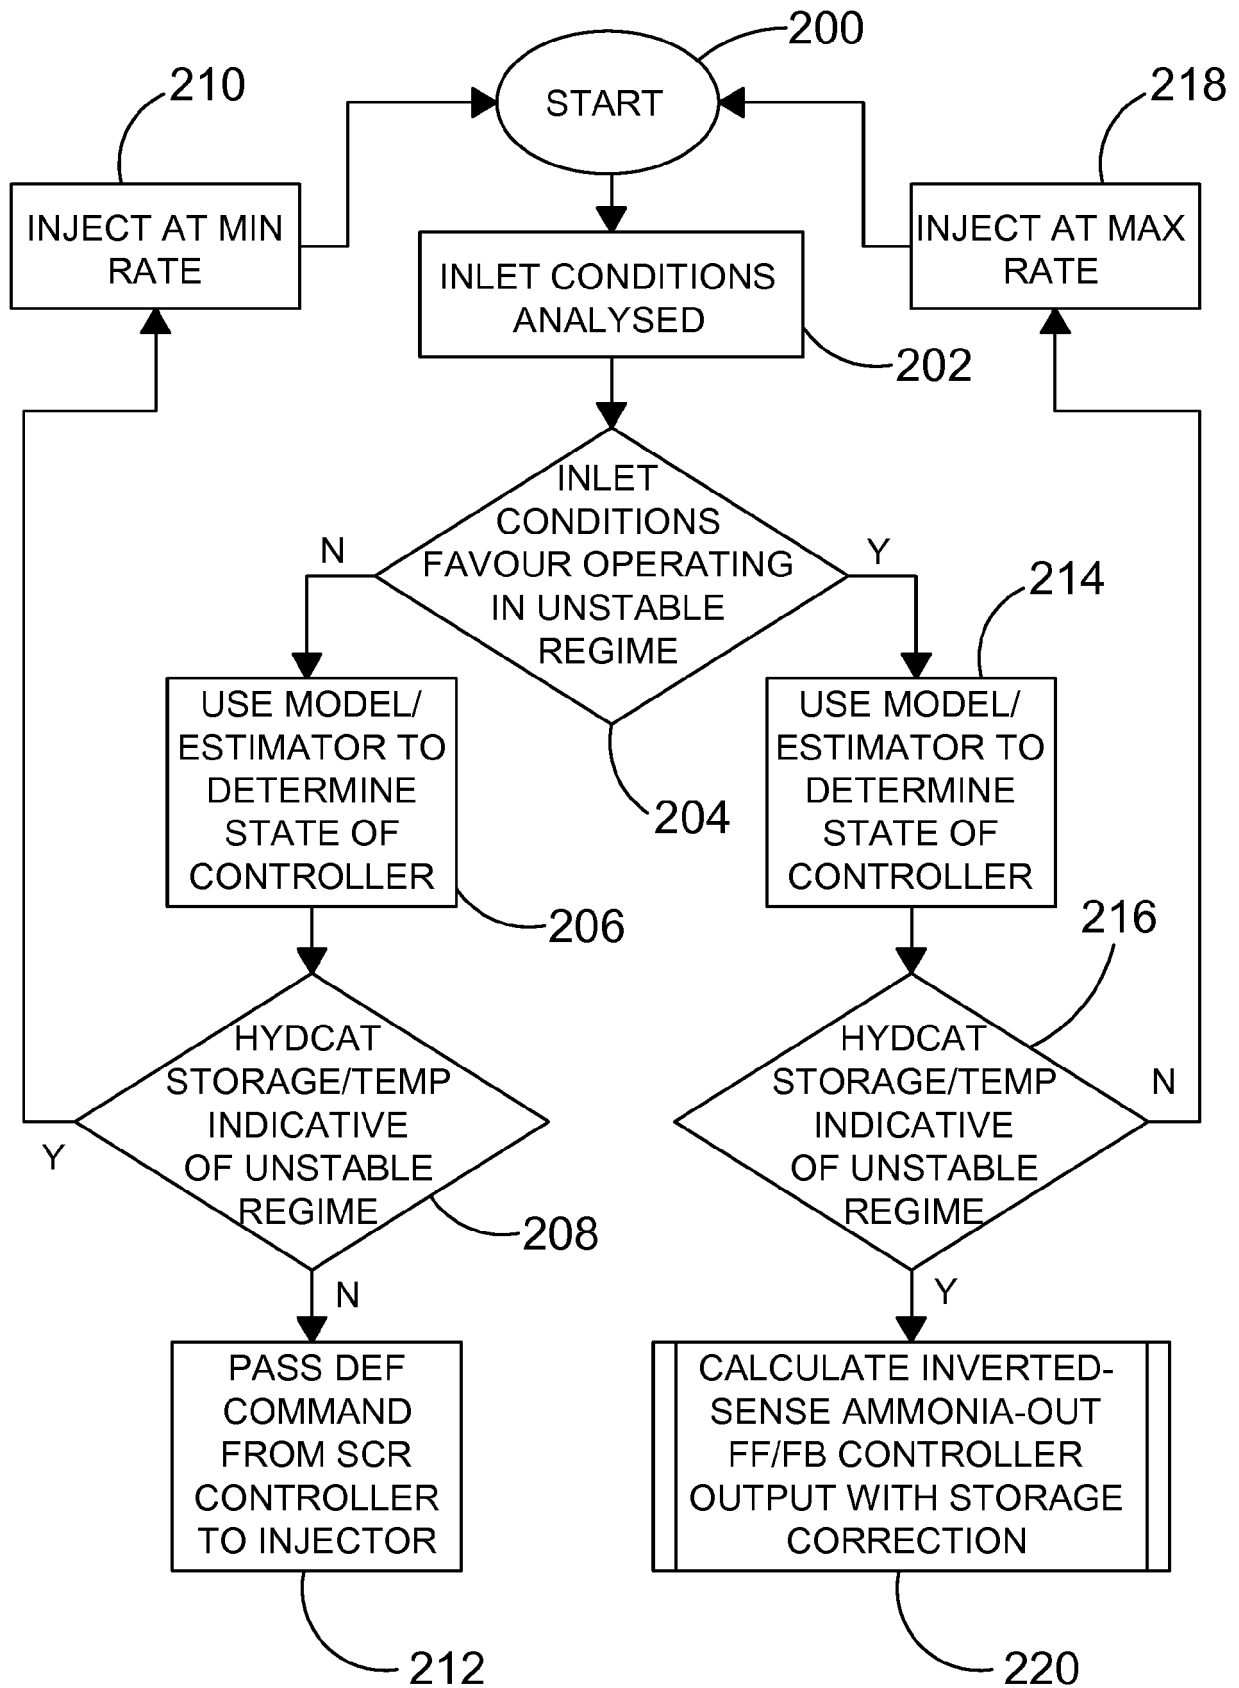 200
210
218
START
INJECT AT MIN
RATE
INJECT AT MAX
RATE
INLET CONDITIONS
ANALYSED
202
INLET
CONDITIONS
FAVOUR OPERATING
IN UNSTABLE
REGIME
N
Y
204
214
USE MODEL/
ESTIMATOR TO
DETERMINE
STATE OF
CONTROLLER
206
USE MODEL/
ESTIMATOR TO
DETERMINE
STATE OF
CONTROLLER
216
HYDCAT
STORAGE/TEMP
INDICATIVE
OF UNSTABLE
REGIME
Y
208
N
HYDCAT
STORAGE/TEMP
INDICATIVE
OF UNSTABLE
REGIME
N
Y
PASS DEF
COMMAND
FROM SCR
CONTROLLER
TO INJECTOR
212
CALCULATE INVERTED-
SENSE AMMONIA-OUT
FF/FB CONTROLLER
OUTPUT WITH STORAGE
CORRECTION
220